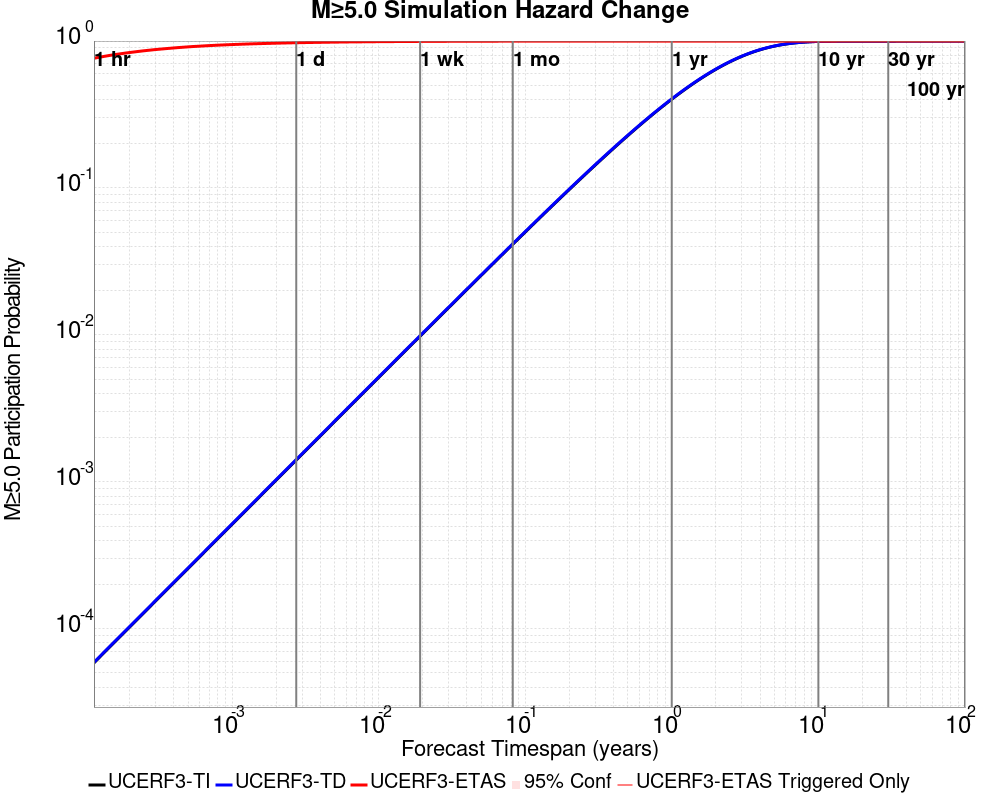 M≥5.0 Simulation Hazard Change
10^0
10^-1
10^-2
10^-3
10^-4
M≥5.0 Participation Probability
1 hr
1 d
1 wk
1 mo
1 yr
10 yr
30 yr
100 yr
10^-3
10^-2
10^-1
10^0
10^1
10^2
Forecast Timespan (years)
UCERF3-TI UCERF3-TD UCERF3-ETAS 95% Conf UCERF3-ETAS Triggered Only